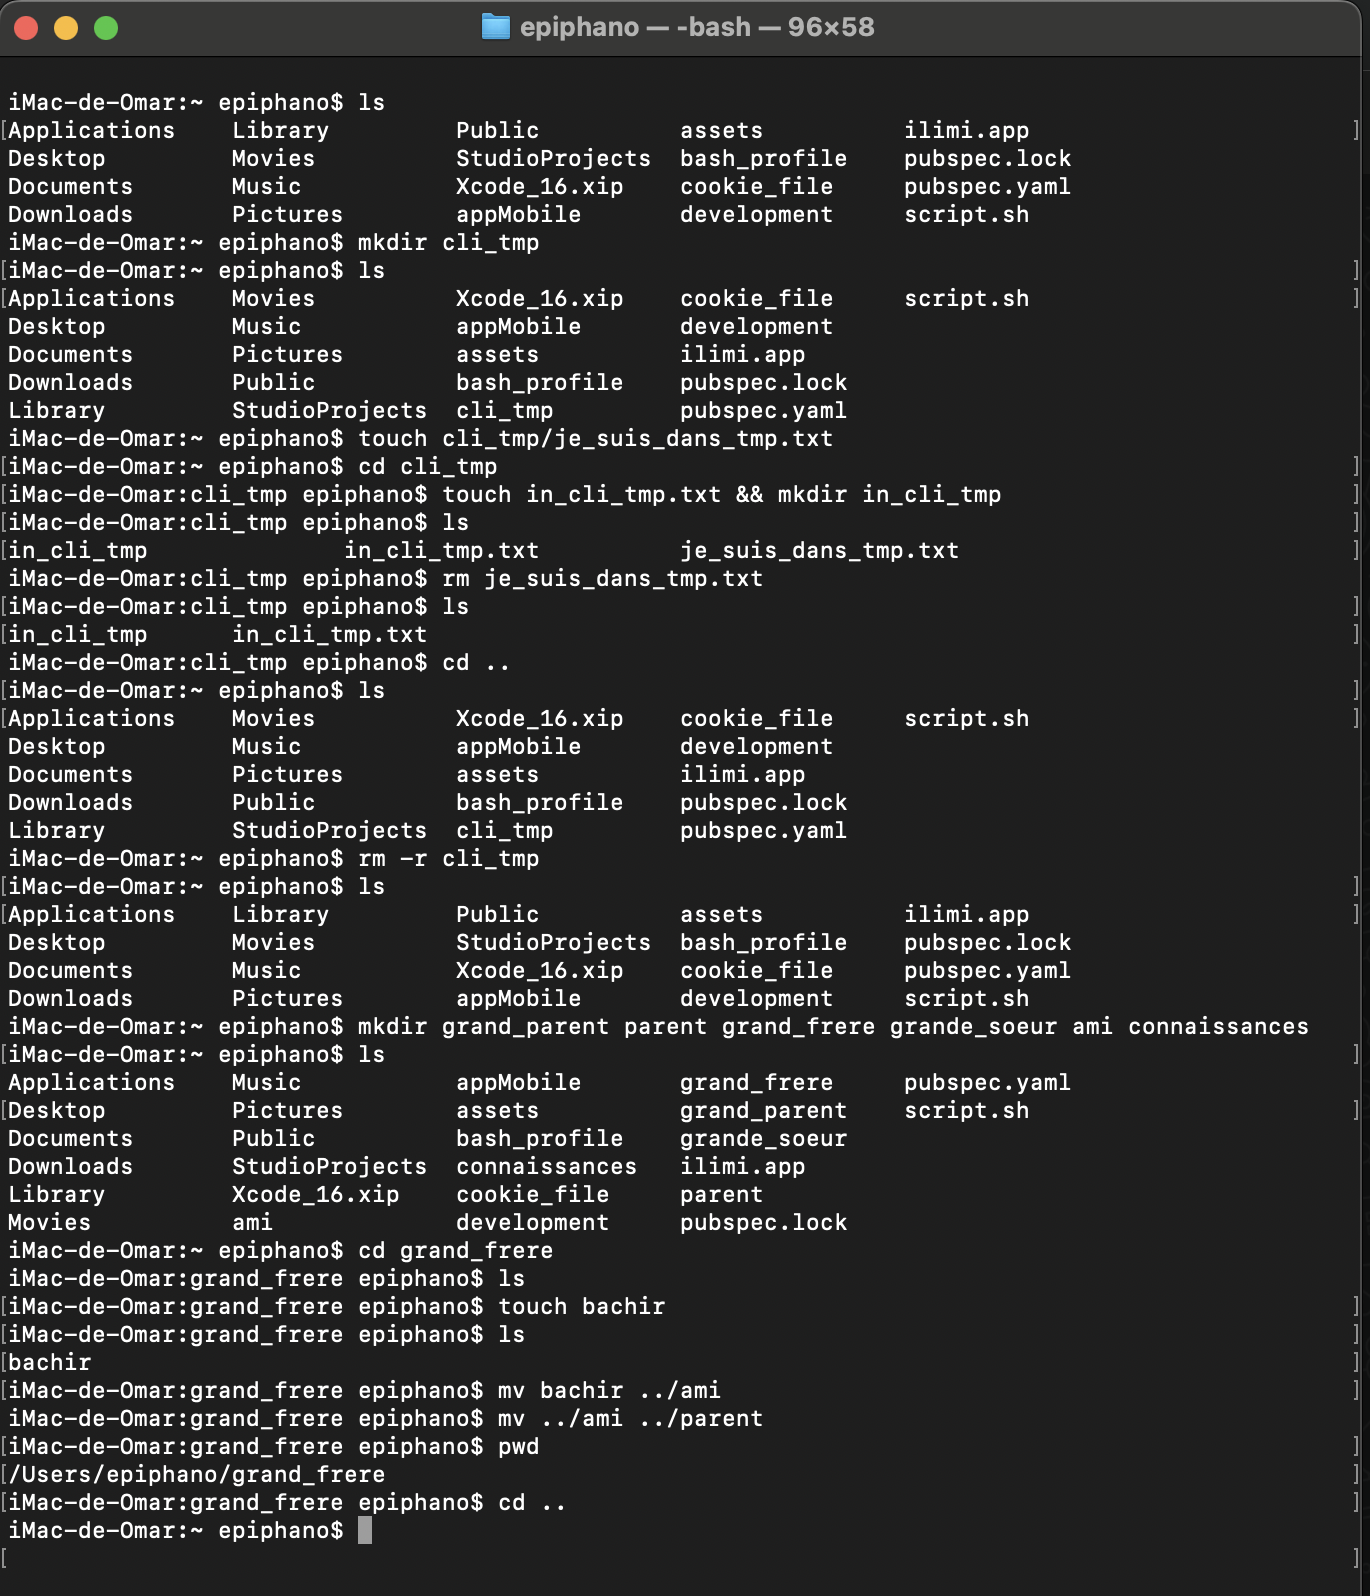 epiphano — -bash — 96×58
iMac-de-Omar:~ epiphano$ ls
[Applications    Library         Public          assets          ilimi.app                       ]
Desktop         Movies          StudioProjects  bash_profile    pubspec.lock
Documents       Music           Xcode_16.xip    cookie_file     pubspec.yaml
Downloads       Pictures        appMobile       development     script.sh
iMac-de-Omar:~ epiphano$ mkdir cli_tmp
[iMac-de-Omar:~ epiphano$ ls                                                                     ]
[Applications    Movies          Xcode_16.xip    cookie_file     script.sh                       ]
Desktop         Music           appMobile       development
Documents       Pictures        assets          ilimi.app
Downloads       Public          bash_profile    pubspec.lock
Library         StudioProjects  cli_tmp         pubspec.yaml
iMac-de-Omar:~ epiphano$ touch cli_tmp/je_suis_dans_tmp.txt
[iMac-de-Omar:~ epiphano$ cd cli_tmp                                                             ]
[iMac-de-Omar:cli_tmp epiphano$ touch in_cli_tmp.txt && mkdir in_cli_tmp                         ]
[iMac-de-Omar:cli_tmp epiphano$ ls                                                               ]
[in_cli_tmp              in_cli_tmp.txt          je_suis_dans_tmp.txt                            ]
iMac-de-Omar:cli_tmp epiphano$ rm je_suis_dans_tmp.txt
[iMac-de-Omar:cli_tmp epiphano$ ls                                                               ]
[in_cli_tmp      in_cli_tmp.txt                                                                  ]
iMac-de-Omar:cli_tmp epiphano$ cd ..
[iMac-de-Omar:~ epiphano$ ls                                                                     ]
[Applications    Movies          Xcode_16.xip    cookie_file     script.sh                       ]
Desktop         Music           appMobile       development
Documents       Pictures        assets          ilimi.app
Downloads       Public          bash_profile    pubspec.lock
Library         StudioProjects  cli_tmp         pubspec.yaml
iMac-de-Omar:~ epiphano$ rm -r cli_tmp
[iMac-de-Omar:~ epiphano$ ls                                                                     ]
[Applications    Library         Public          assets          ilimi.app                       ]
Desktop         Movies          StudioProjects  bash_profile    pubspec.lock
Documents       Music           Xcode_16.xip    cookie_file     pubspec.yaml
Downloads       Pictures        appMobile       development     script.sh
iMac-de-Omar:~ epiphano$ mkdir grand_parent parent grand_frere grande_soeur ami connaissances
[iMac-de-Omar:~ epiphano$ ls                                                                     ]
Applications    Music           appMobile       grand_frere     pubspec.yaml
[Desktop         Pictures        assets          grand_parent    script.sh                       ]
Documents       Public          bash_profile    grande_soeur
Downloads       StudioProjects  connaissances   ilimi.app
Library         Xcode_16.xip    cookie_file     parent
Movies          ami             development     pubspec.lock
iMac-de-Omar:~ epiphano$ cd grand_frere
iMac-de-Omar:grand_frere epiphano$ ls
[iMac-de-Omar:grand_frere epiphano$ touch bachir                                                 ]
[iMac-de-Omar:grand_frere epiphano$ ls                                                           ]
[bachir                                                                                          ]
[iMac-de-Omar:grand_frere epiphano$ mv bachir ../ami                                             ]
iMac-de-Omar:grand_frere epiphano$ mv ../ami ../parent
[iMac-de-Omar:grand_frere epiphano$ pwd                                                          ]
[/Users/epiphano/grand_frere                                                                     ]
[iMac-de-Omar:grand_frere epiphano$ cd ..                                                        ]
iMac-de-Omar:~ epiphano$
[                                                                                                ]